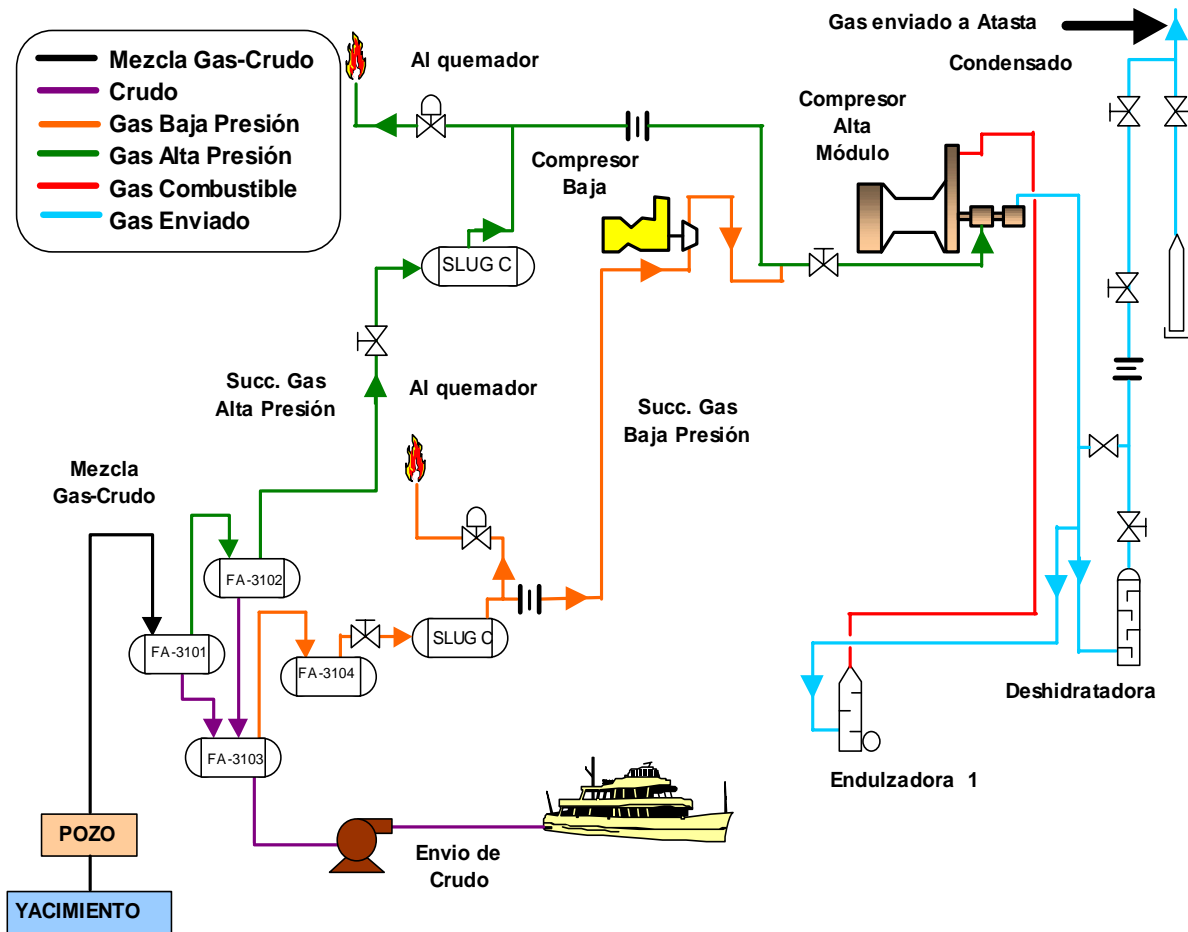 Mezcla Gas-Crudo
Crudo
Gas Baja Presión
Gas Alta Presión
Gas Combustible
Gas Enviado
Al quemador
Gas enviado a Atasta
Condensado
Compresor
Alta
Módulo
Compresor
Baja
SLUG C
Succ. Gas
Alta Presión
Al quemador
Succ. Gas
Baja Presión
Mezcla
Gas-Crudo
FA-3102
FA-3101
FA-3104
SLUG C
FA-3103
Deshidratadora
Endulzadora 1
POZO
Envio de
Crudo
YACIMIENTO